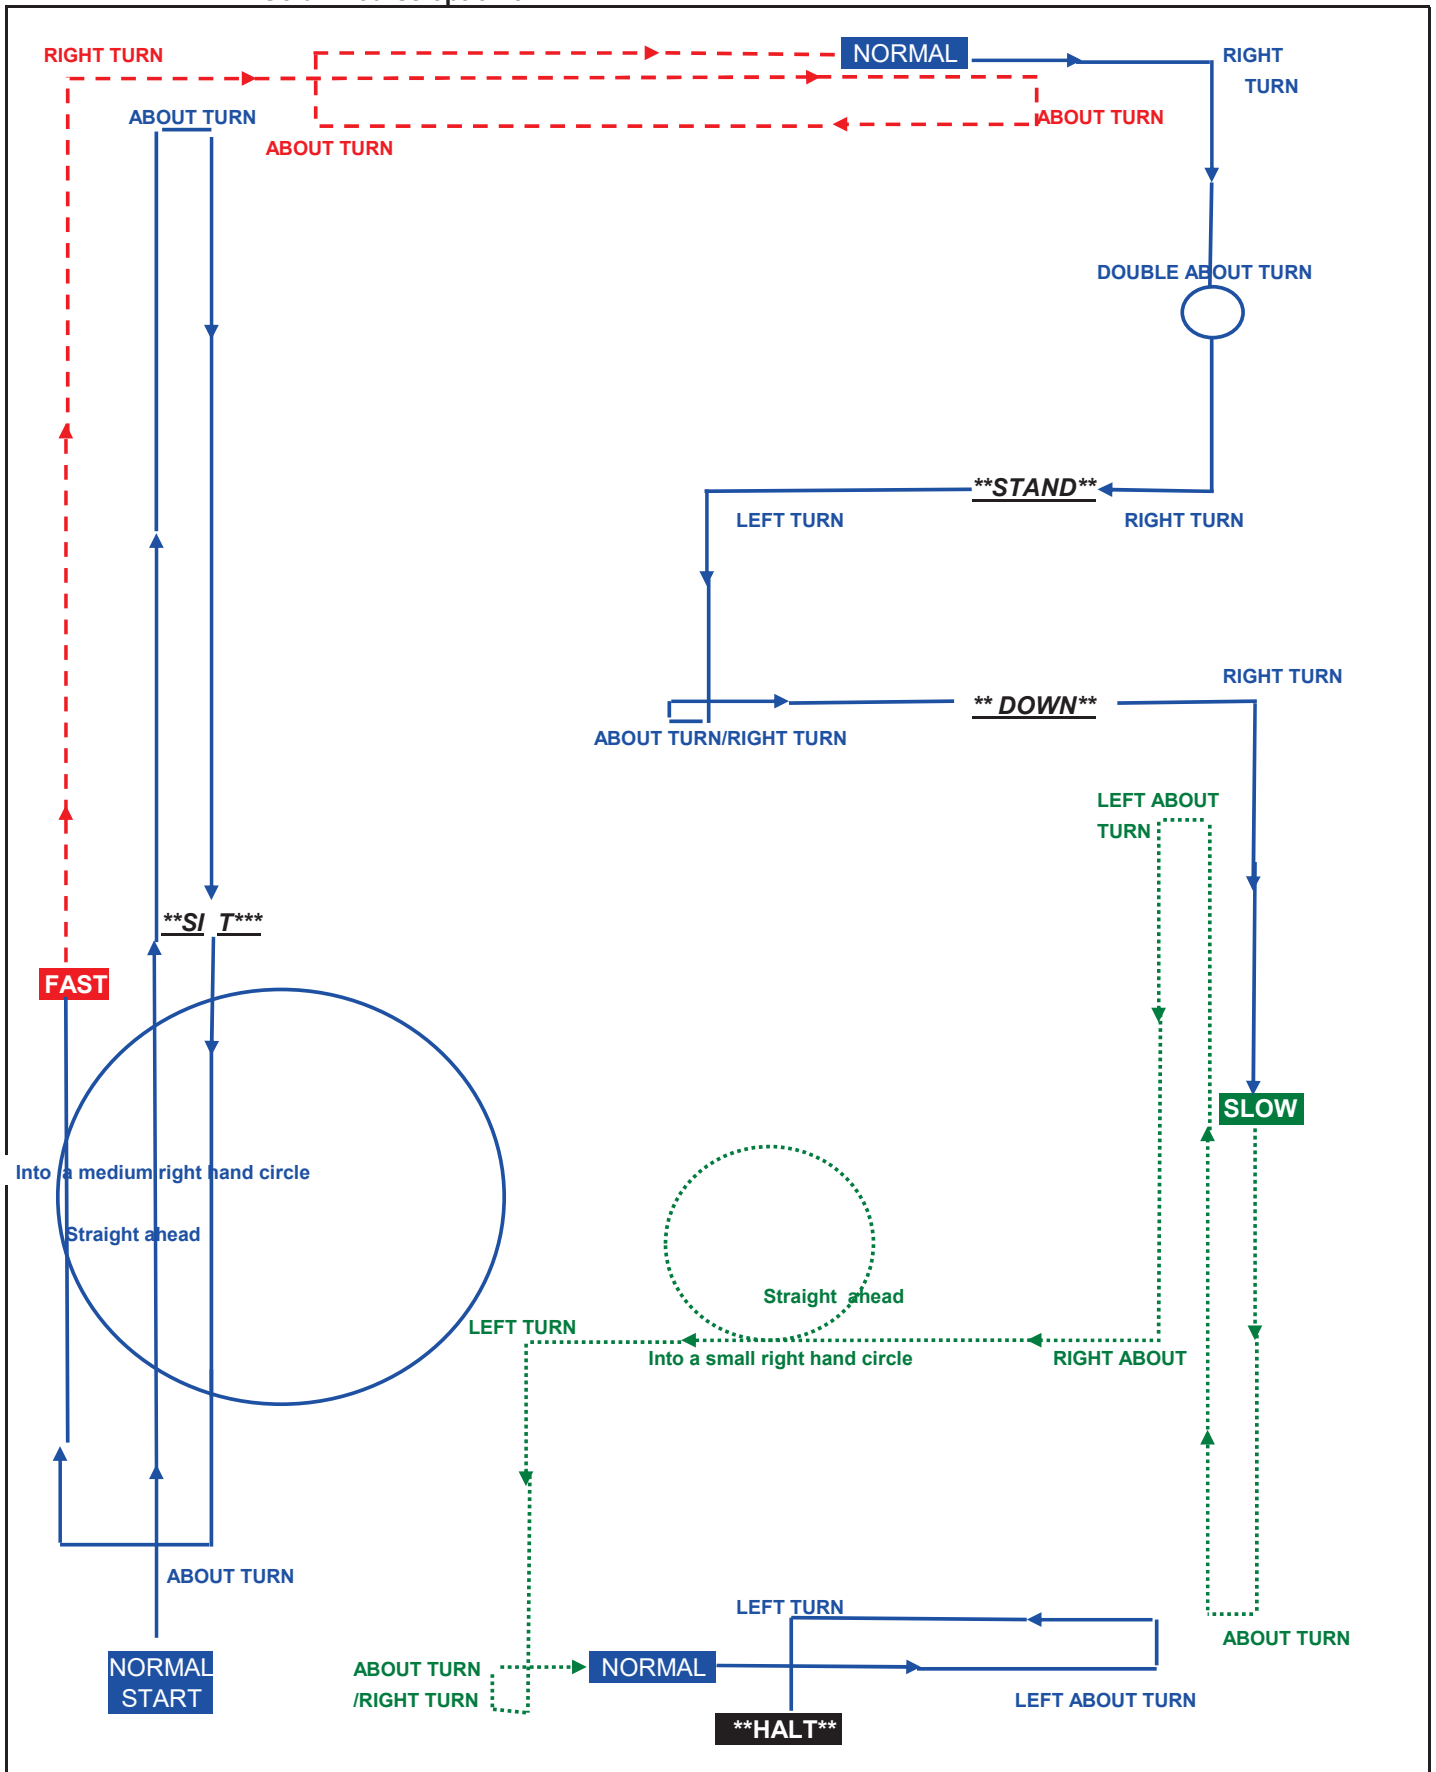 RIGHT TURN
NORMAL
RIGHT
TURN
ABOUT TURN
ABOUT TURN
ABOUT TURN
DOUBLE ABOUT TURN
**STAND**
LEFT TURN
RIGHT TURN
RIGHT TURN
** DOWN**
ABOUT TURN/RIGHT TURN
LEFT ABOUT
TURN
**SI T***
FAST
SLOW
Into a medium right hand circle
Straight ahead
Straight ahead
LEFT TURN
Into a small right hand circle
RIGHT ABOUT
ABOUT TURN
LEFT TURN
ABOUT TURN
NORMAL
START
ABOUT TURN
/RIGHT TURN
NORMAL
LEFT ABOUT TURN
**HALT**